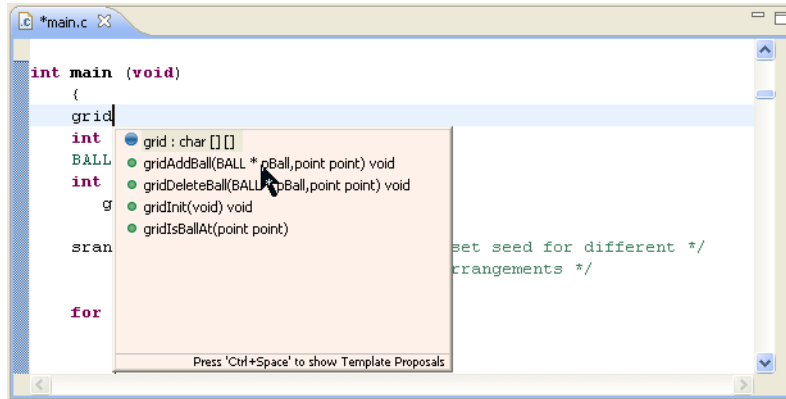 *main.c
int main (void)
{
grid
int
grid : char [] []
BALL
gridAddBall(BALL * pBall,point point) void
int
gridDeleteBall(BALL * pBall,point point) void
g
gridInit(void) void
gridIsBallAt(point point)
sran
set seed for different */
rrangements */
for
Press 'Ctrl+Space' to show Template Proposals